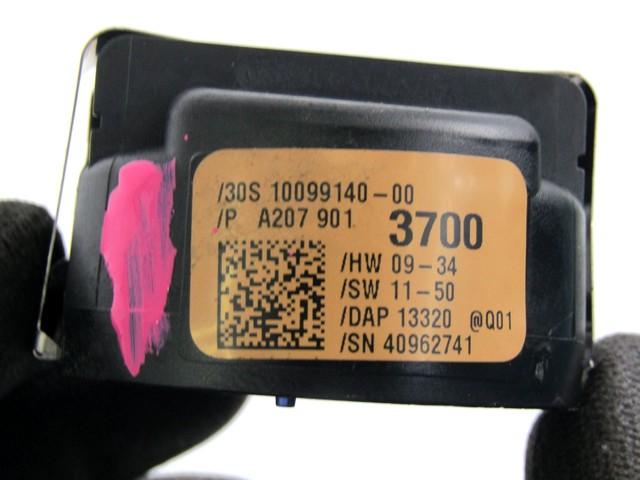 /30S 10099140-00
/P A207 901 3700
/HW 09-34
/SW 11-50
/DAP 13320 @Q01
/SN 40962741